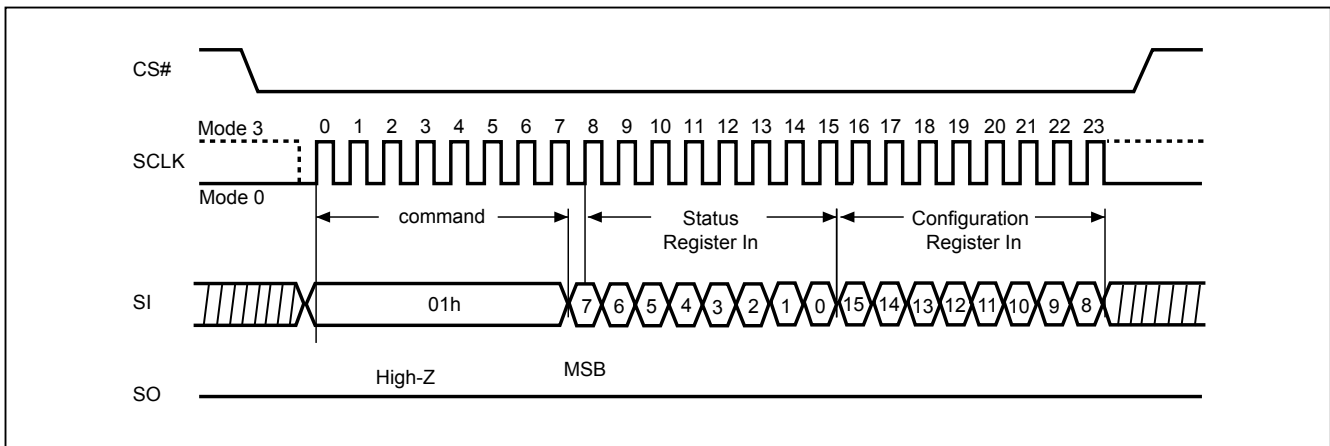 CS#
Mode 3
0 1 2 3 4 5 6 7 8 9 10 11 12 13 14 15 16 17 18 19 20 21 22 23
SCLK
Mode 0
command
Status
Register In
Configuration
Register In
SI
01h
7 6 5 4 3 2 1 0 15 14 13 12 11 10 9 8
High-Z
MSB
SO